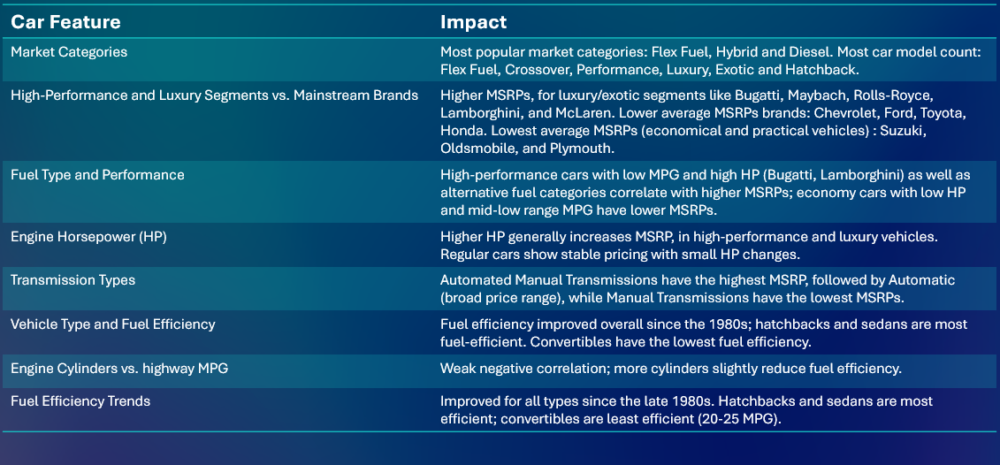 Car Feature
Impact
Market Categories
Most popular market categories: Flex Fuel, Hybrid and Diesel. Most car model count:
Flex Fuel, Crossover, Performance, Luxury, Exotic and Hatchback.
High-Performance and Luxury Segments vs. Mainstream Brands
Higher MSRPs, for luxury/exotic segments like Bugatti, Maybach, Rolls-Royce,
Lamborghini, and McLaren. Lower average MSRPs brands: Chevrolet, Ford, Toyota,
Honda. Lowest average MSRPs (economical and practical vehicles) : Suzuki,
Oldsmobile, and Plymouth.
Fuel Type and Performance
High-performance cars with low MPG and high HP (Bugatti, Lamborghini) as well as
alternative fuel categories correlate with higher MSRPs; economy cars with low HP
and mid-low range MPG have lower MSRPs.
Engine Horsepower (HP)
Higher HP generally increases MSRP, in high-performance and luxury vehicles.
Regular cars show stable pricing with small HP changes.
Transmission Types
Automated Manual Transmissions have the highest MSRP, followed by Automatic
(broad price range), while Manual Transmissions have the lowest MSRPs.
Vehicle Type and Fuel Efficiency
Fuel efficiency improved overall since the 1980s; hatchbacks and sedans are most
fuel-efficient. Convertibles have the lowest fuel efficiency.
Engine Cylinders vs. highway MPG
Weak negative correlation; more cylinders slightly reduce fuel efficiency.
Fuel Efficiency Trends
Improved for all types since the late 1980s. Hatchbacks and sedans are most
efficient; convertibles are least efficient (20-25 MPG).